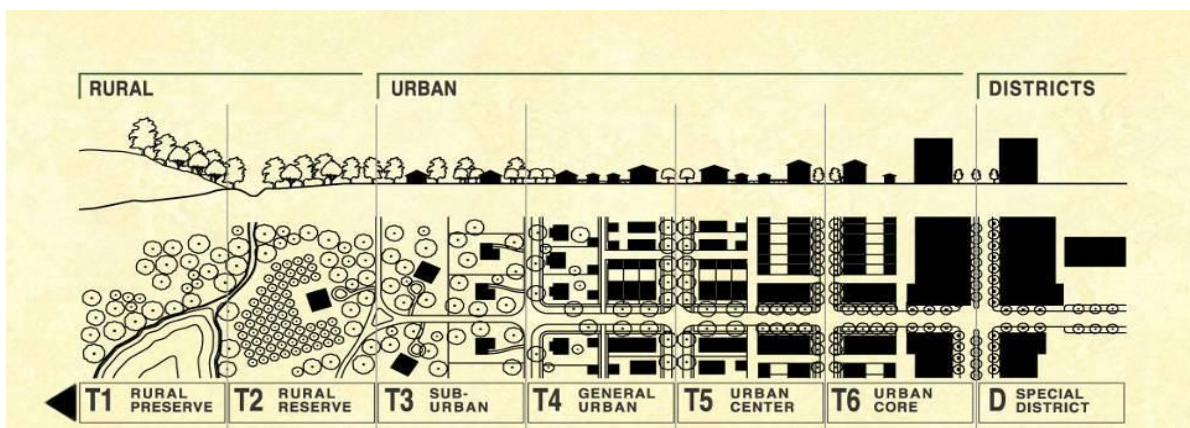 RURAL
URBAN
DISTRICTS
T1 RURAL
PRESERVE
T2 RURAL
RESERVE
T3 SUB-
URBAN
T4 GENERAL
URBAN
T5 URBAN
CENTER
T6 URBAN
CORE
D SPECIAL
DISTRICT